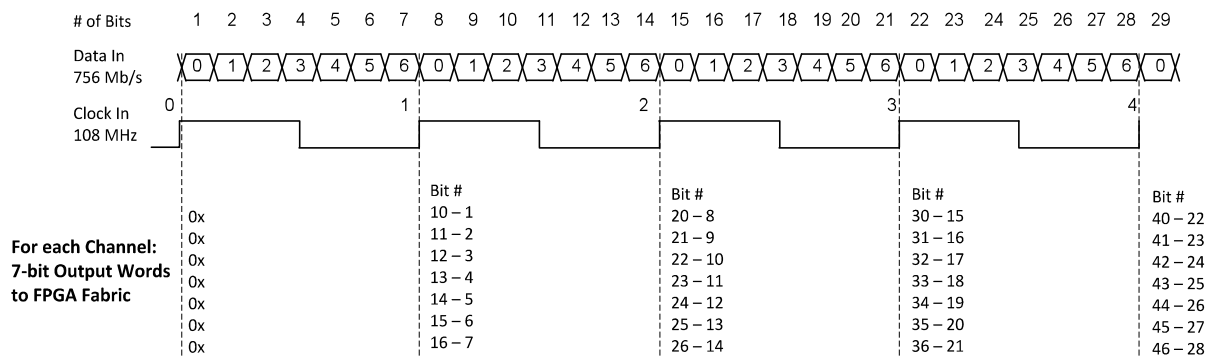 # of Bits 1 2 3 4 5 6 7 8 9 10 11 12 13 14 15 16 17 18 19 20 21 22 23 24 25 26 27 28 29
Data In
756 Mb/s
0 1 2 3 4 5 6 0 1 2 3 4 5 6 0 1 2 3 4 5 6 0 1 2 3 4 5 6 0
0 1 2 3 4
Clock In
108 MHz
For each Channel:
7-bit Output Words
to FPGA Fabric
0x
0x
0x
0x
0x
0x
0x
Bit #
10 – 1
11 – 2
12 – 3
13 – 4
14 – 5
15 – 6
16 – 7
Bit #
20 – 8
21 – 9
22 – 10
23 – 11
24 – 12
25 – 13
26 – 14
Bit #
30 – 15
31 – 16
32 – 17
33 – 18
34 – 19
35 – 20
36 – 21
Bit #
40 – 22
41 – 23
42 – 24
43 – 25
44 – 26
45 – 27
46 – 28